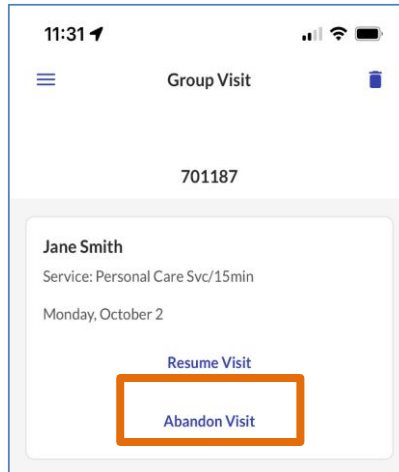 11:31
Group Visit
701187
Jane Smith
Service: Personal Care Svc/15min
Monday, October 2
Resume Visit
Abandon Visit